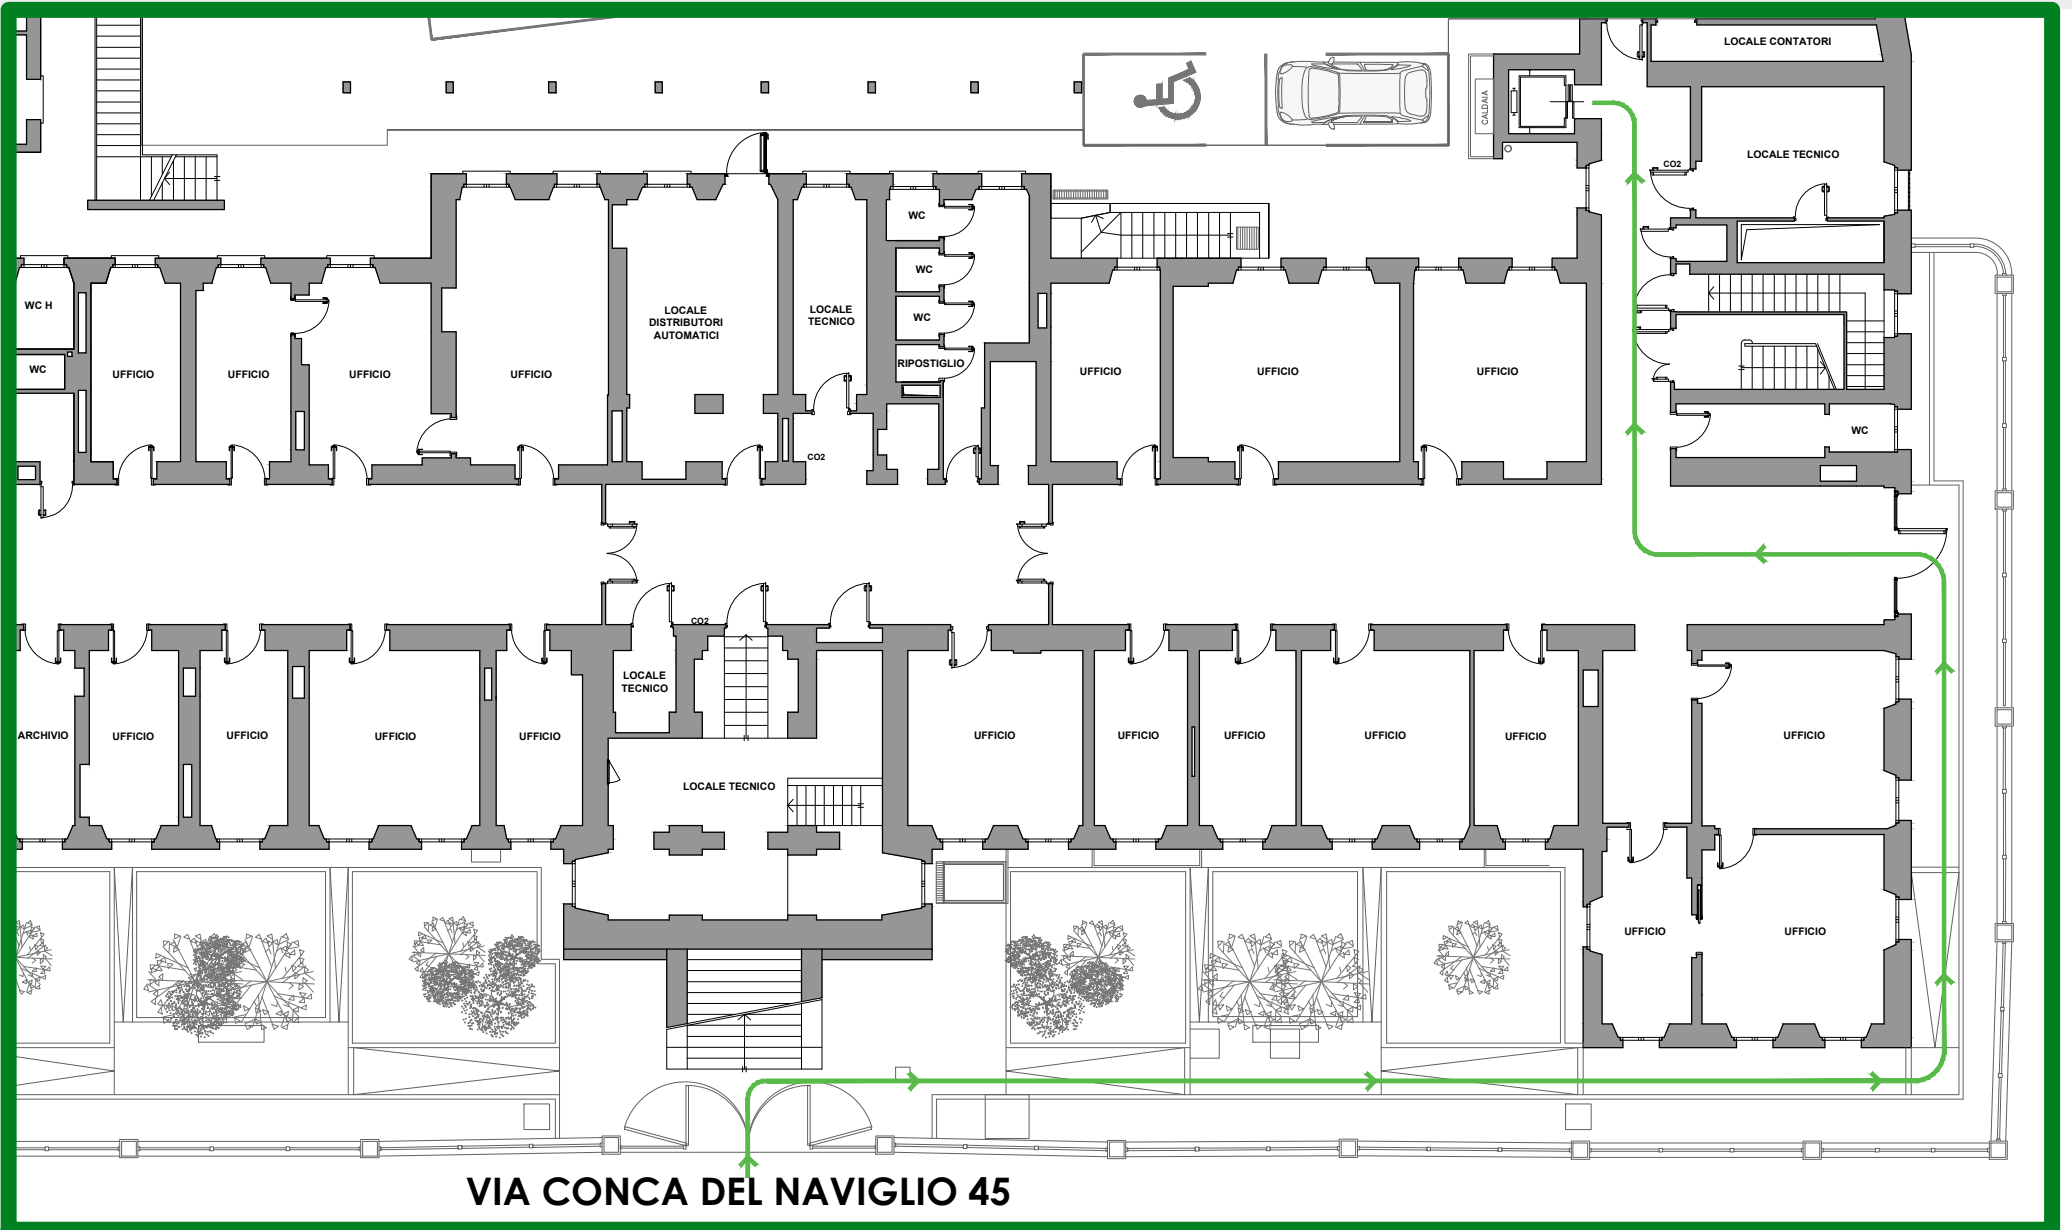 LOCALE CONTATORI
CALDAIA
CO2
LOCALE TECNICO
WC
WC
WC
RIPOSTIGLIO
WC H
WC
UFFICIO
UFFICIO
UFFICIO
UFFICIO
LOCALE
DISTRIBUTORI
AUTOMATICI
LOCALE
TECNICO
UFFICIO
UFFICIO
UFFICIO
WC
CO2
CO2
LOCALE
TECNICO
ARCHIVIO
UFFICIO
UFFICIO
UFFICIO
UFFICIO
LOCALE TECNICO
UFFICIO
UFFICIO
UFFICIO
UFFICIO
UFFICIO
UFFICIO
UFFICIO
UFFICIO
VIA CONCA DEL NAVIGLIO 45